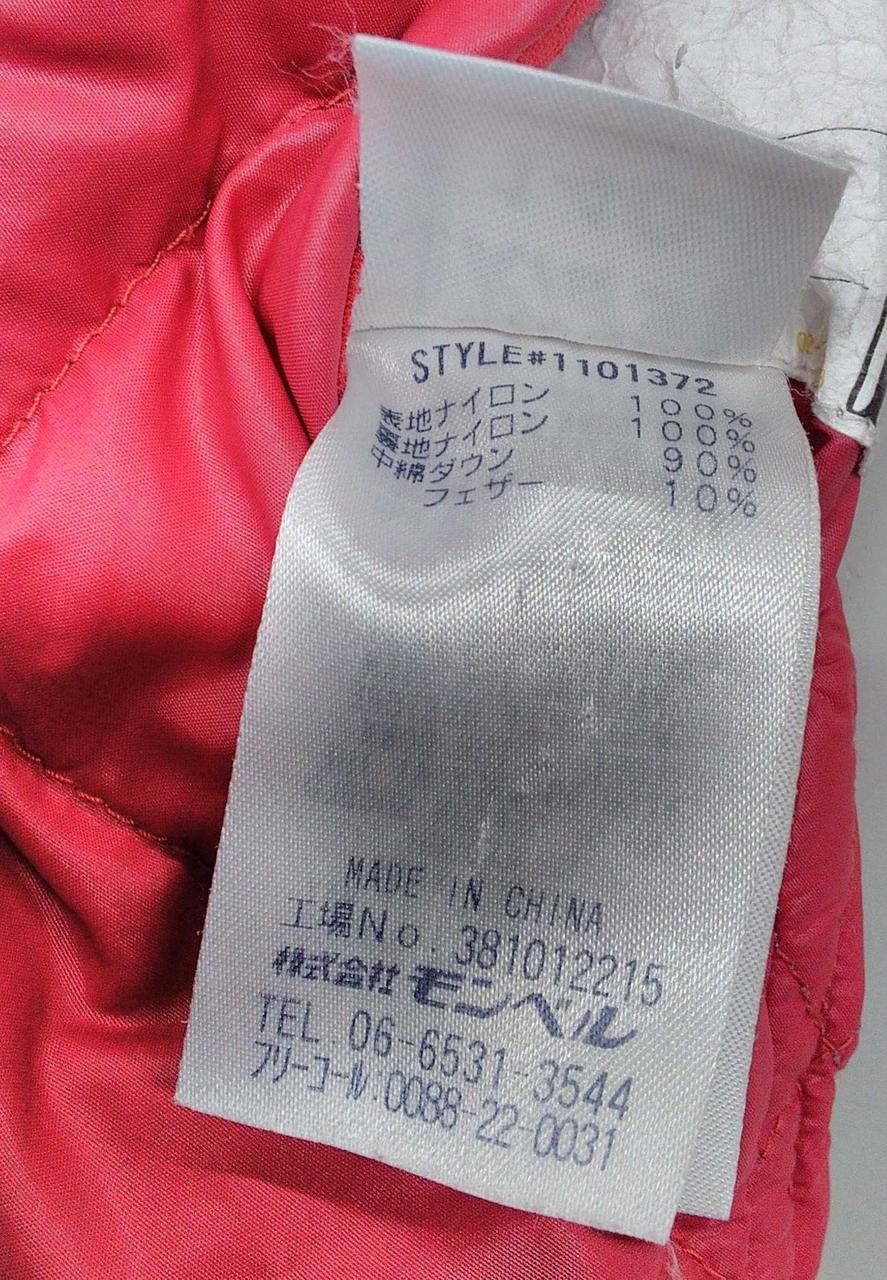 STYLE#1101372
表地ナイロン 100%
裏地ナイロン 100%
中綿ダウン 90%
フェザー 10%
MADE IN CHINA
工場No. 381012215
株式会社モンベル
TEL.06-6531-3544
フリーコール:0088-22-0031